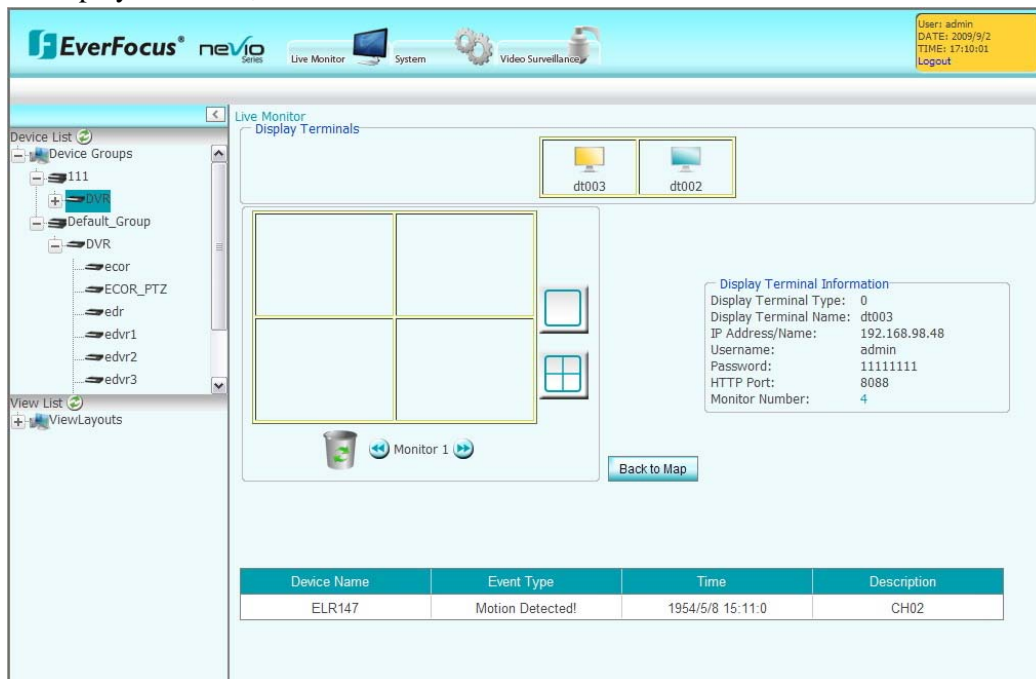 EverFocus® nevio Series
Live Monitor
System
Video Surveillance
User: admin
DATE: 2009/9/2
TIME: 17:10:01
Logout
Device List
Device Groups
111
DVR
Default_Group
DVR
ecor
ECOR_PTZ
edr
edvr1
edvr2
edvr3
View List
ViewLayouts
Live Monitor
Display Terminals
dt003
dt002
Monitor 1
Back to Map
Display Terminal Information
Display Terminal Type: 0
Display Terminal Name: dt003
IP Address/Name: 192.168.98.48
Username: admin
Password: 11111111
HTTP Port: 8088
Monitor Number: 4
Device Name Event Type Time Description
ELR147 Motion Detected! 1954/5/8 15:11:0 CH02